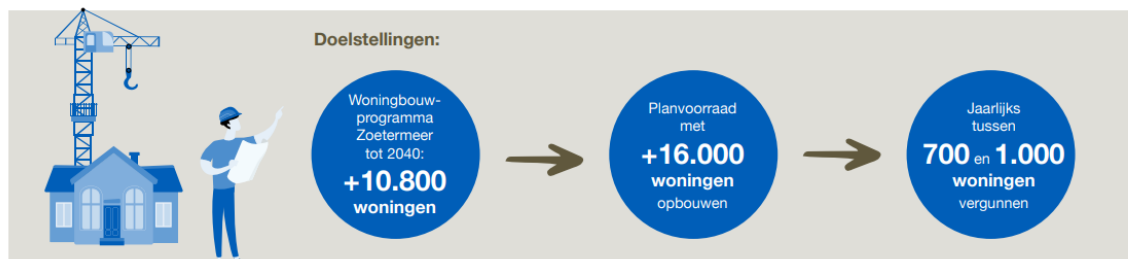 Doelstellingen:
Woningbouw-
programma
Zoetermeer
tot 2040:
+10.800
woningen
Planvoorraad
met
+16.000
woningen
opbouwen
Jaarlijks
tussen
700 en 1.000
woningen
vergunnen